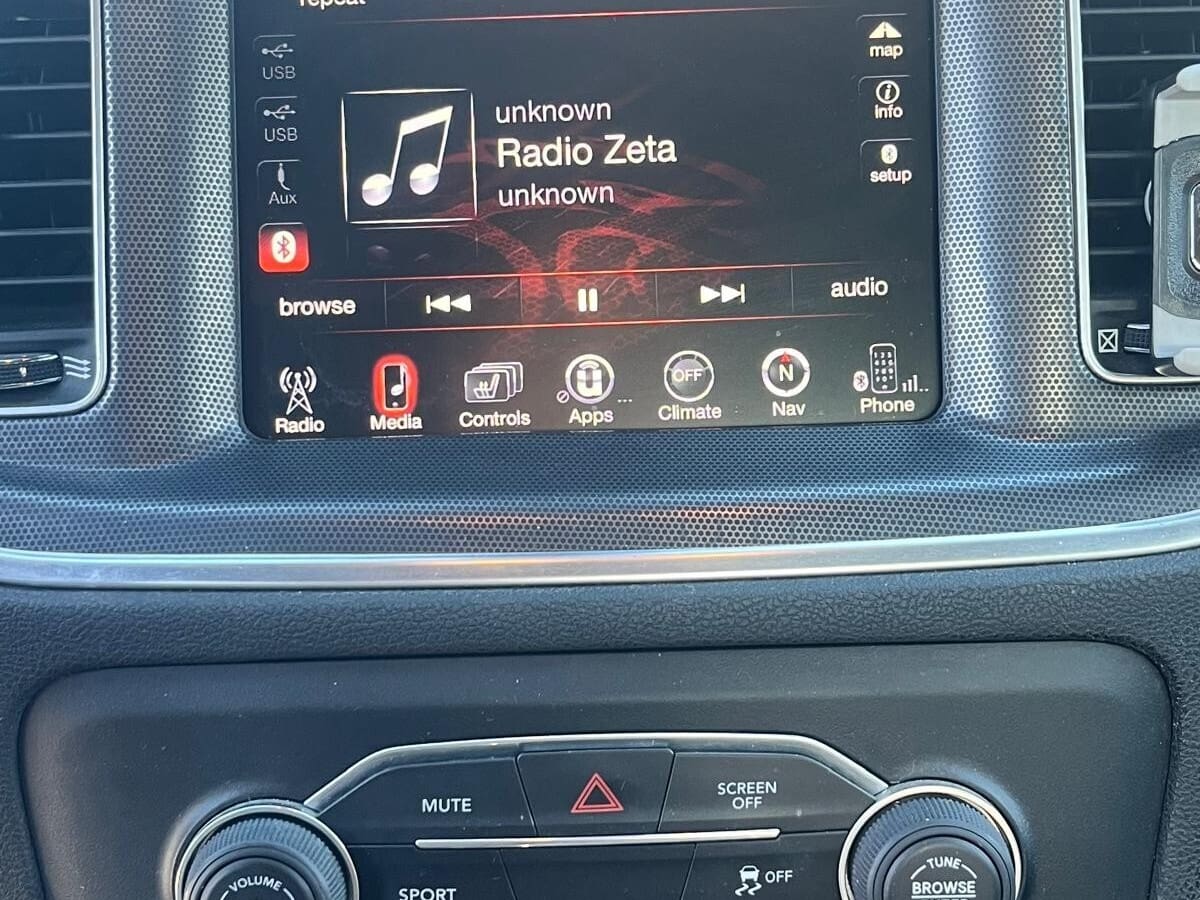 repeat
USB
USB
Aux
unknown
Radio Zeta
unknown
map
info
setup
browse
audio
Radio
Media
Controls
Apps
OFF
Climate
N
Nav
Phone
MUTE
SCREEN
OFF
VOLUME
SPORT
OFF
TUNE
BROWSE